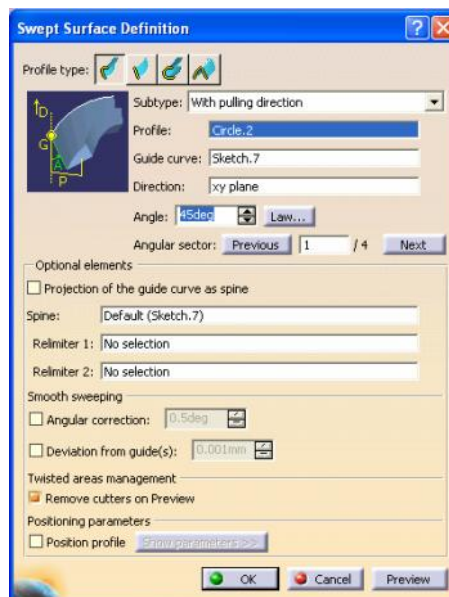 Swept Surface Definition
Profile type:
Subtype: With pulling direction
D
G
A
P
Profile: Circle.2
Guide curve: Sketch.7
Direction: xy plane
Angle: 45deg Law...
Angular sector: Previous 1 / 4 Next
Optional elements
Projection of the guide curve as spine
Spine: Default (Sketch.7)
Relimiter 1: No selection
Relimiter 2: No selection
Smooth sweeping
Angular correction: 0.5deg
Deviation from guide(s): 0.001mm
Twisted areas management
Remove cutters on Preview
Positioning parameters
Position profile Show parameters >>
OK Cancel Preview